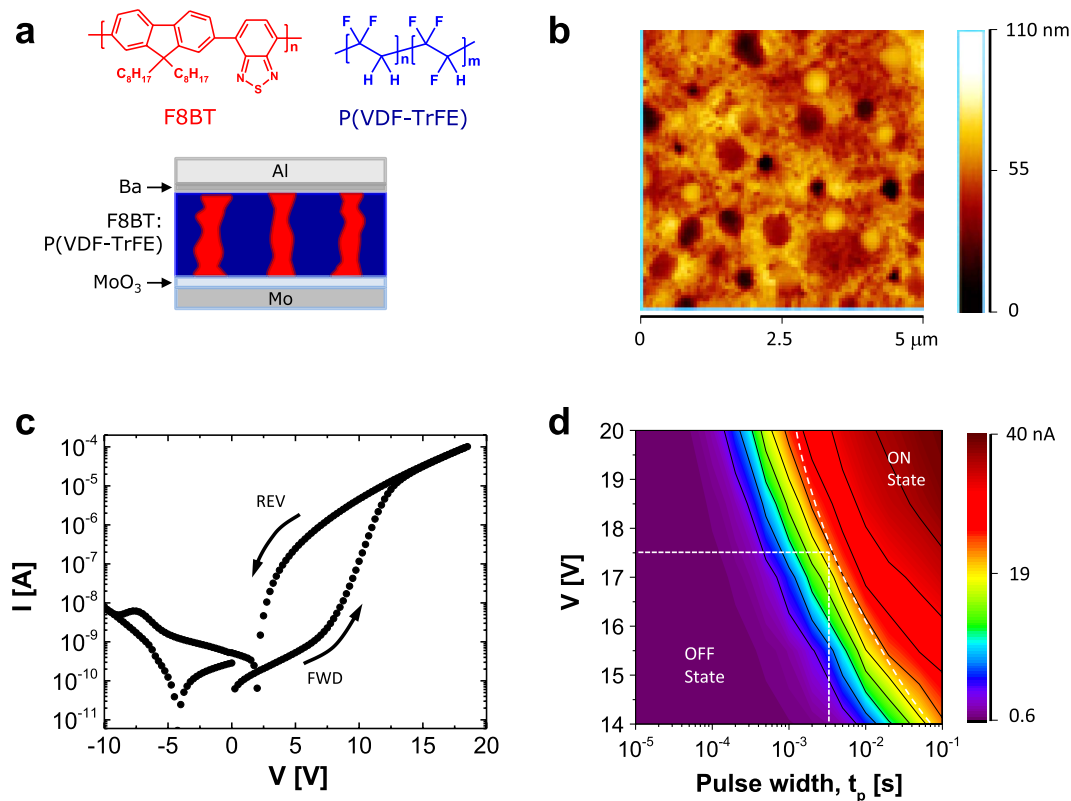 a
[ ]n
C8H17 C8H17
N N
S
F8BT
F F F F
[ ]n [ ]m
H H F H
P(VDF-TrFE)
Al
Ba
F8BT:
P(VDF-TrFE)
MoO3
Mo
b
110 nm
55
0
0 2.5 5 μm
c
10⁻⁴
10⁻⁵
10⁻⁶
10⁻⁷
10⁻⁸
10⁻⁹
10⁻¹⁰
10⁻¹¹
I [A]
REV
FWD
-10 -5 0 5 10 15 20
V [V]
d
20
19
18
17
16
15
14
V [V]
ON
State
OFF
State
10⁻⁵ 10⁻⁴ 10⁻³ 10⁻² 10⁻¹
Pulse width, tp [s]
40 nA
19
0.6